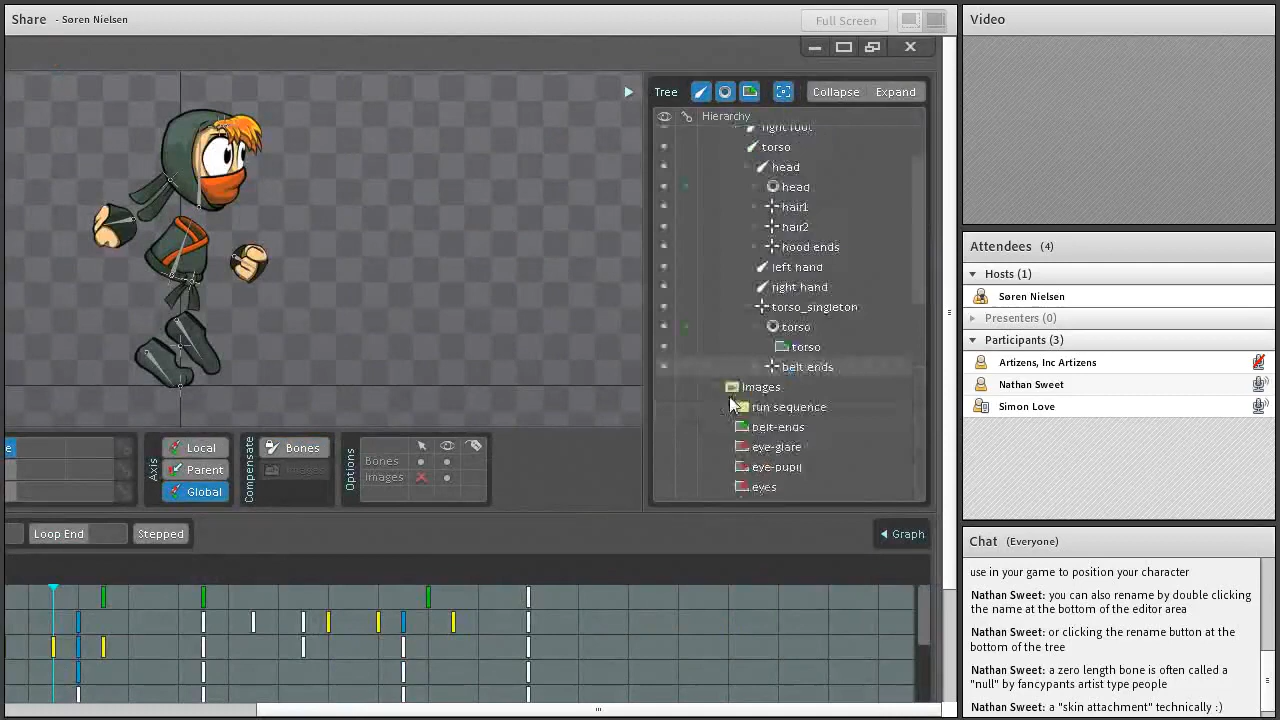 Share - Søren Nielsen
Full Screen
Tree
Collapse
Expand
Hierarchy
right foot
torso
head
head
hair1
hair2
hood ends
left hand
right hand
torso_singleton
torso
torso
belt ends
Images
run sequence
belt-ends
eye-glare
eye-pupil
eyes
Axis
Local
Parent
Global
Compensate
Bones
Images
Options
Bones
Images
Loop End
Stepped
Graph
Video
Attendees (4)
Hosts (1)
Søren Nielsen
Presenters (0)
Participants (3)
Artizens, Inc Artizens
Nathan Sweet
Simon Love
Chat (Everyone)
use in your game to position your character
Nathan Sweet: you can also rename by double clicking
the name at the bottom of the editor area
Nathan Sweet: or clicking the rename button at the
bottom of the tree
Nathan Sweet: a zero length bone is often called a
"null" by fancypants artist type people
Nathan Sweet: a "skin attachment" technically :)